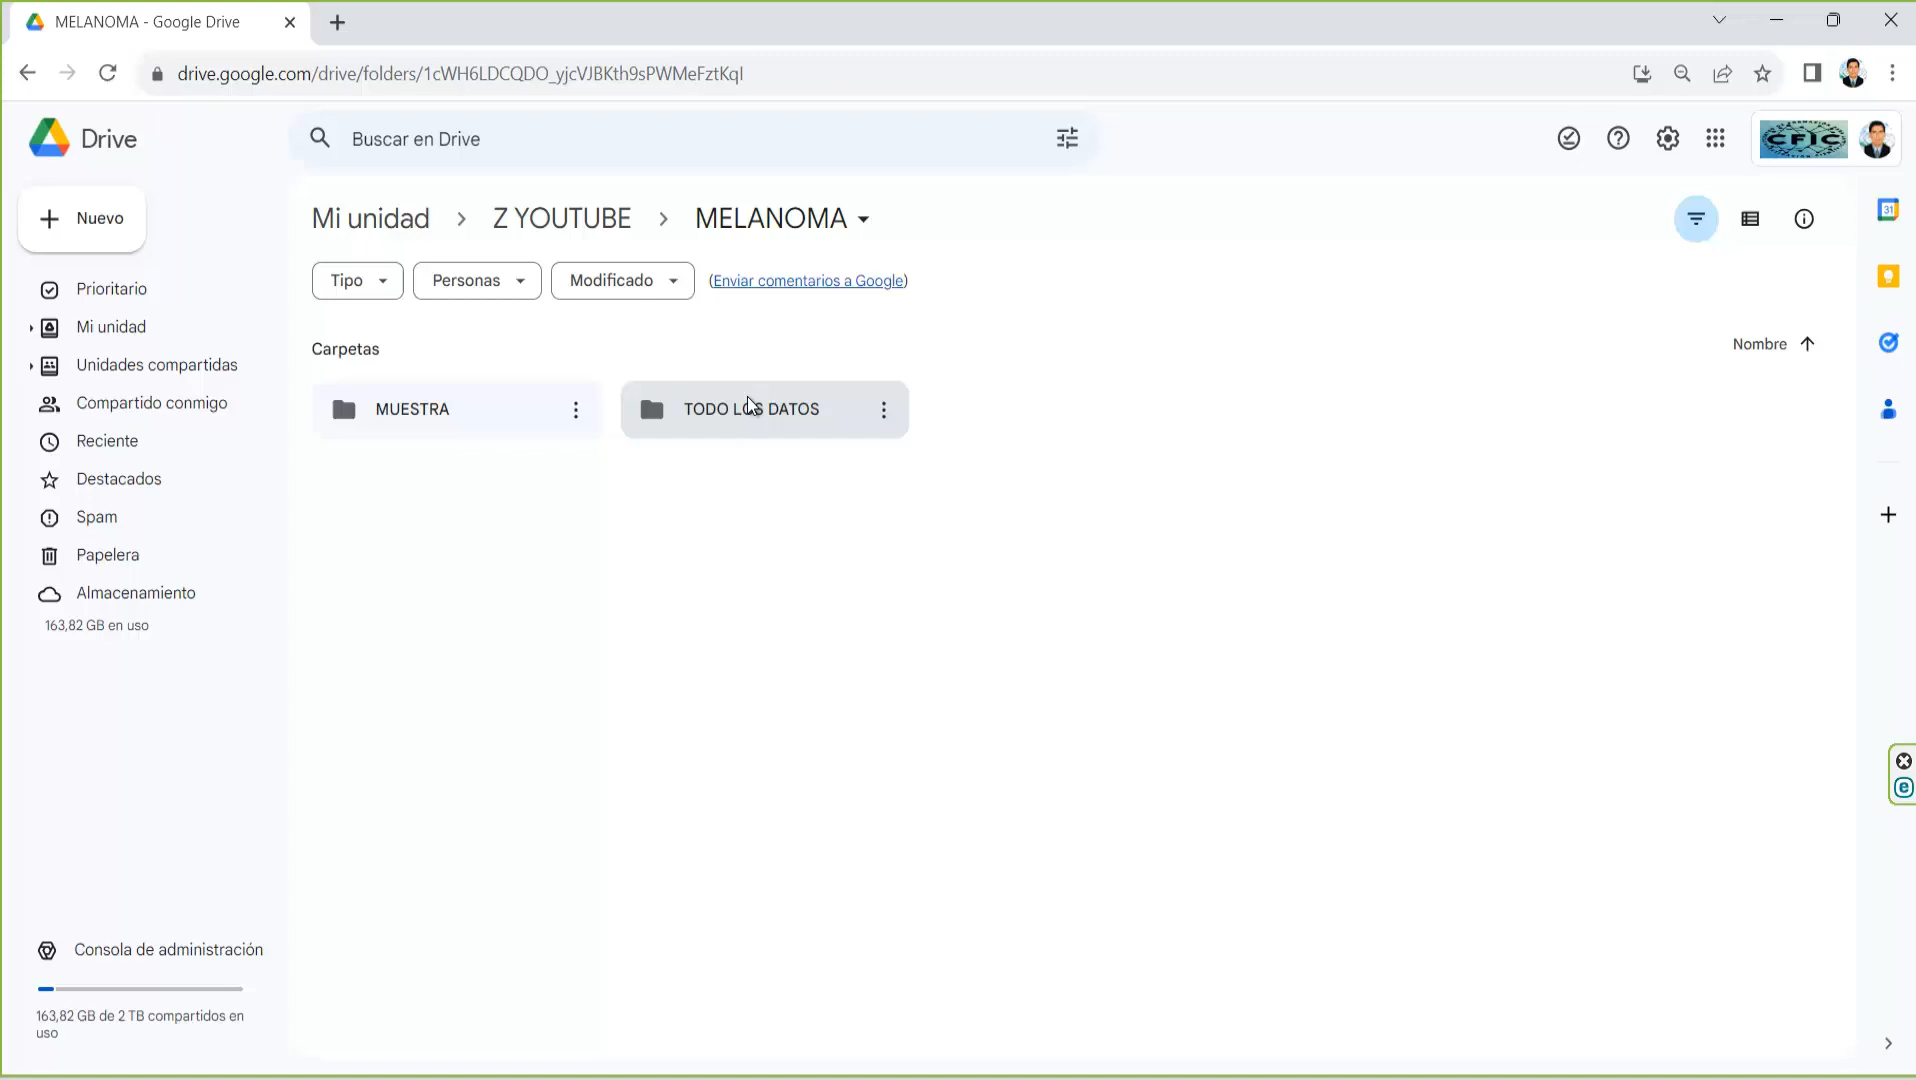 MELANOMA - Google Drive
drive.google.com/drive/folders/1cWH6LDCQDO_yjcVJBKth9sPWMeFztKqI
Drive
Buscar en Drive
CFIC
Nuevo
Mi unidad > Z YOUTUBE > MELANOMA
Tipo
Personas
Modificado
(Enviar comentarios a Google)
Prioritario
Mi unidad
Unidades compartidas
Compartido conmigo
Reciente
Destacados
Spam
Papelera
Almacenamiento
163,82 GB en uso
Carpetas
Nombre
MUESTRA
TODO LOS DATOS
31
Consola de administración
163,82 GB de 2 TB compartidos en
uso